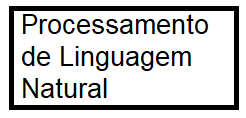 Processamento
de Linguagem
Natural